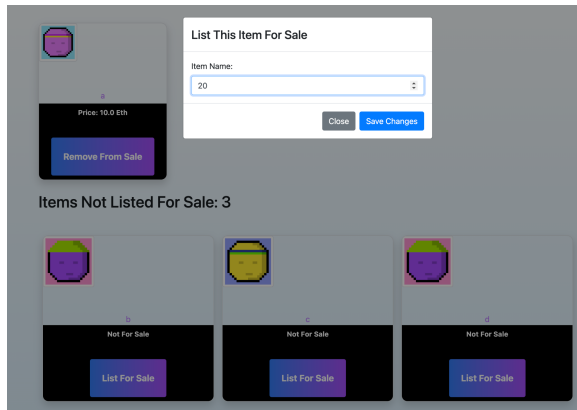 List This Item For Sale
Item Name:
20
Close
Save Changes
a
Price: 10.0 Eth
Remove From Sale
Items Not Listed For Sale: 3
b
Not For Sale
List For Sale
c
Not For Sale
List For Sale
d
Not For Sale
List For Sale